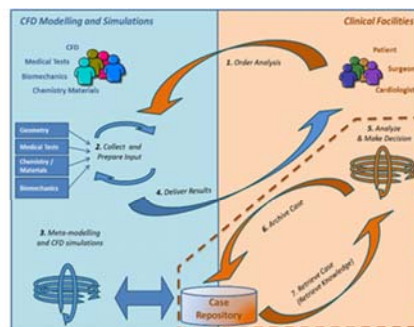 CFD Modelling and Simulations
Clinical Facilities
CFD
Medical Tests
Biomechanics
Chemistry Materials
1. Order Analysis
Patient
Surgeon
Cardiologist
Geometry
Medical Tests
Chemistry / Materials
Biomechanics
2. Collect and
Prepare Input
5. Analyze
& Make Decision
4. Deliver Results
6. Archive Case
3. Meta-modelling
and CFD simulations
7. Retrieve Case
(Retrieve Knowledge)
Case
Repository